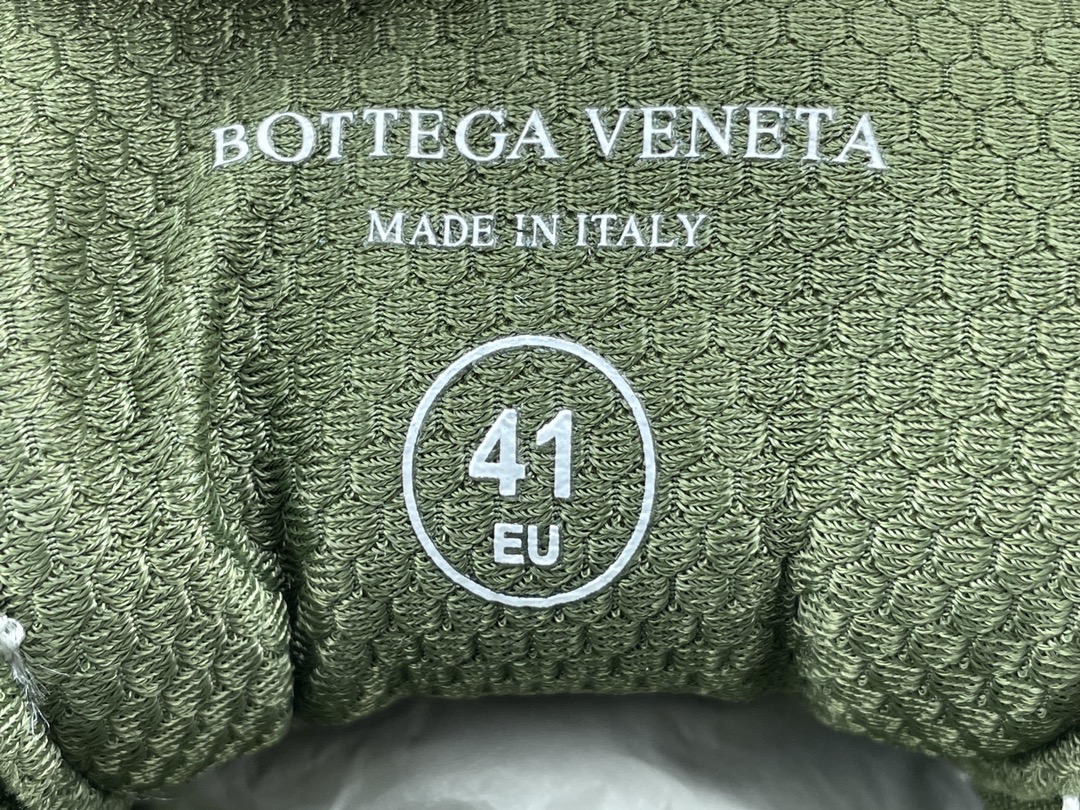 BOTTEGA VENETA
MADE IN ITALY
41
EU